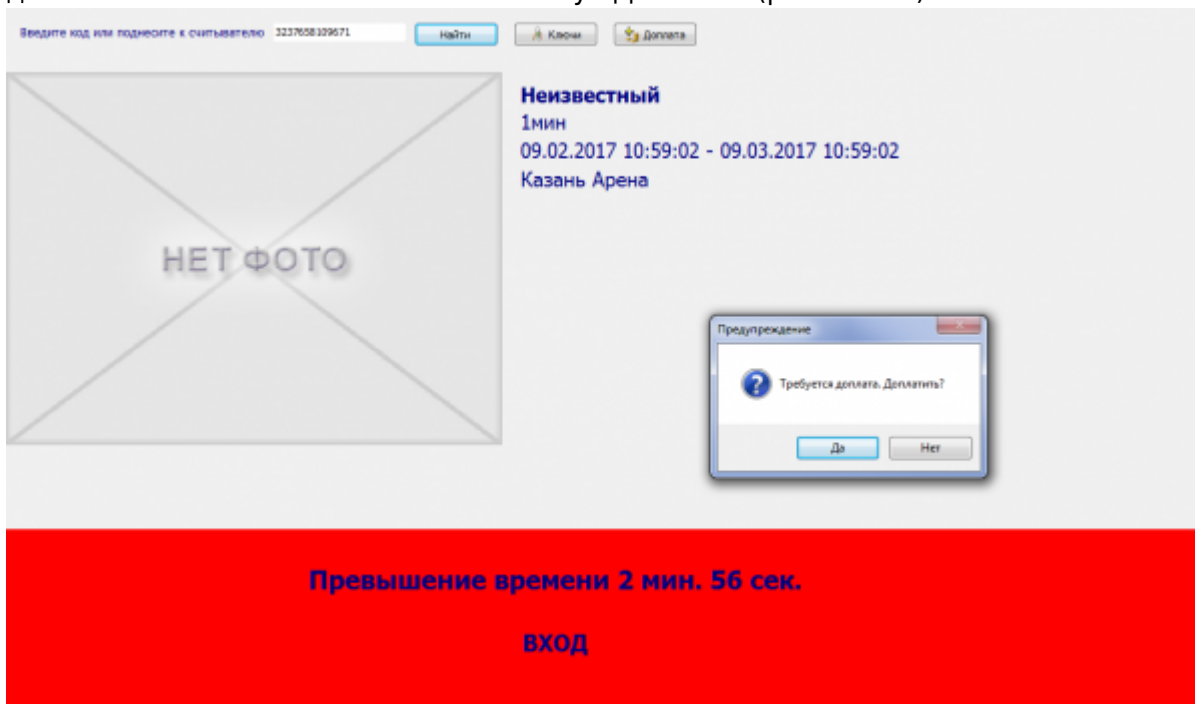 Введите код или поднесите к считывателю 3237658109671 Найти Ключи Доплата
Неизвестный
1мин
09.02.2017 10:59:02 - 09.03.2017 10:59:02
Казань Арена
НЕТ ФОТО
Предупреждение
Требуется доплата. Доплатить?
Да Нет
Превышение времени 2 мин. 56 сек.
ВХОД